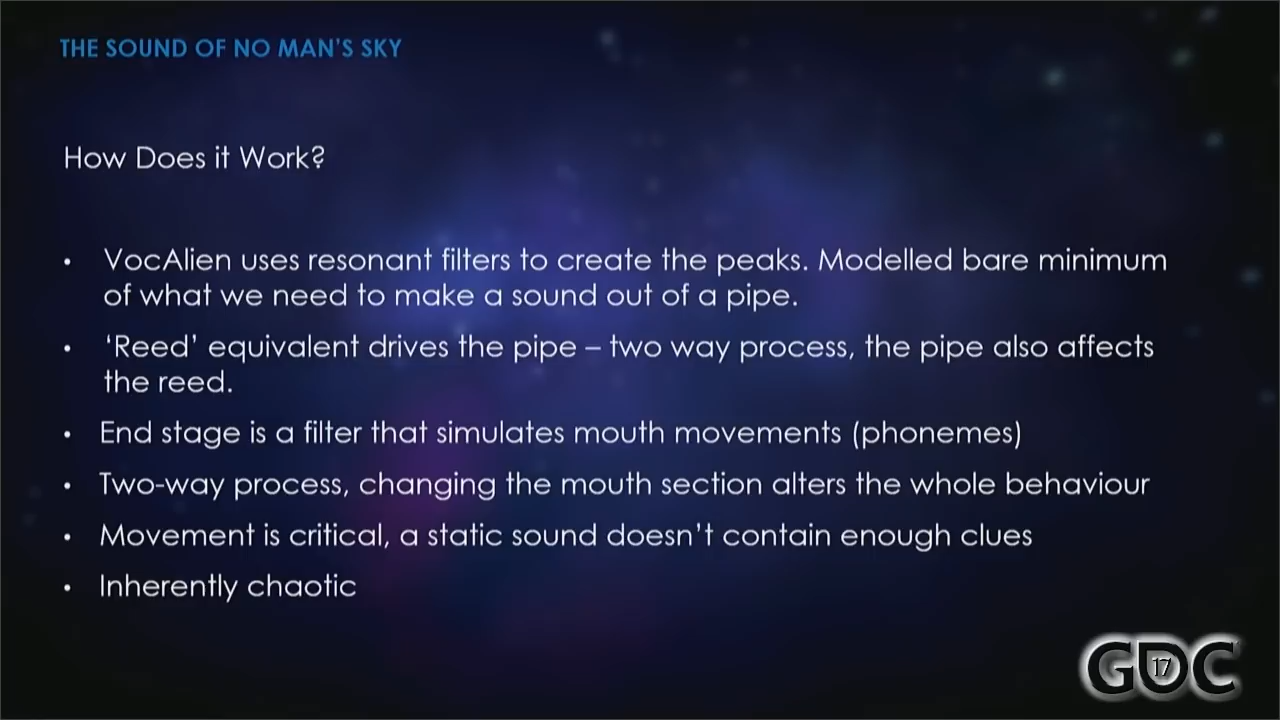 THE SOUND OF NO MAN'S SKY
How Does it Work?
• VocAlien uses resonant filters to create the peaks. Modelled bare minimum
of what we need to make a sound out of a pipe.
• ‘Reed’ equivalent drives the pipe – two way process, the pipe also affects
the reed.
• End stage is a filter that simulates mouth movements (phonemes)
• Two-way process, changing the mouth section alters the whole behaviour
• Movement is critical, a static sound doesn't contain enough clues
• Inherently chaotic
GDC
17